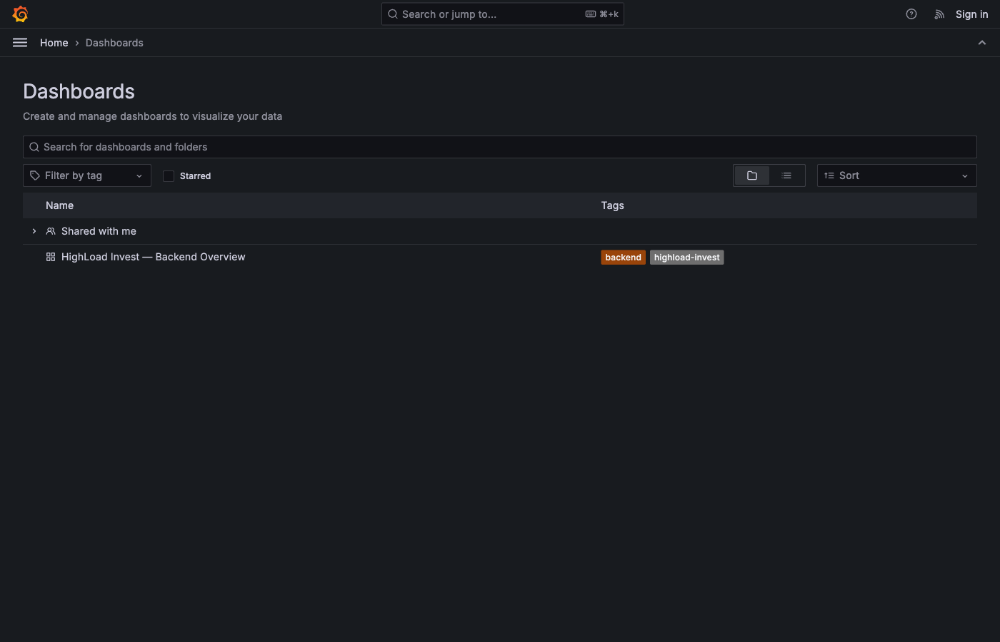 Search or jump to... ⌘+k Sign in
Home › Dashboards
Dashboards
Create and manage dashboards to visualize your data
Search for dashboards and folders
Filter by tag Starred Sort
Name Tags
Shared with me
HighLoad Invest — Backend Overview backend highload-invest